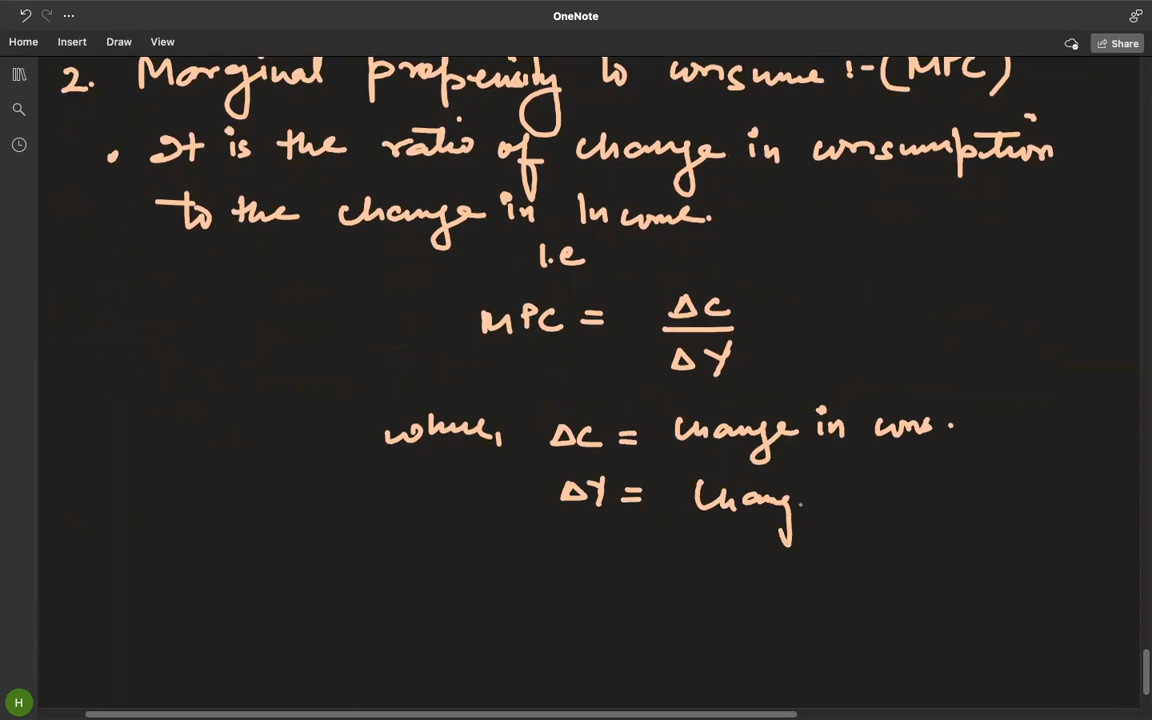 OneNote
Home Insert Draw View
Share
2. Marginal propensity to consume :- (MPC)
. It is the ratio of change in consumption
to the change in Income.
I.e
MPC = ΔC
ΔY
where, ΔC = change in cons.
ΔY = Chang
H